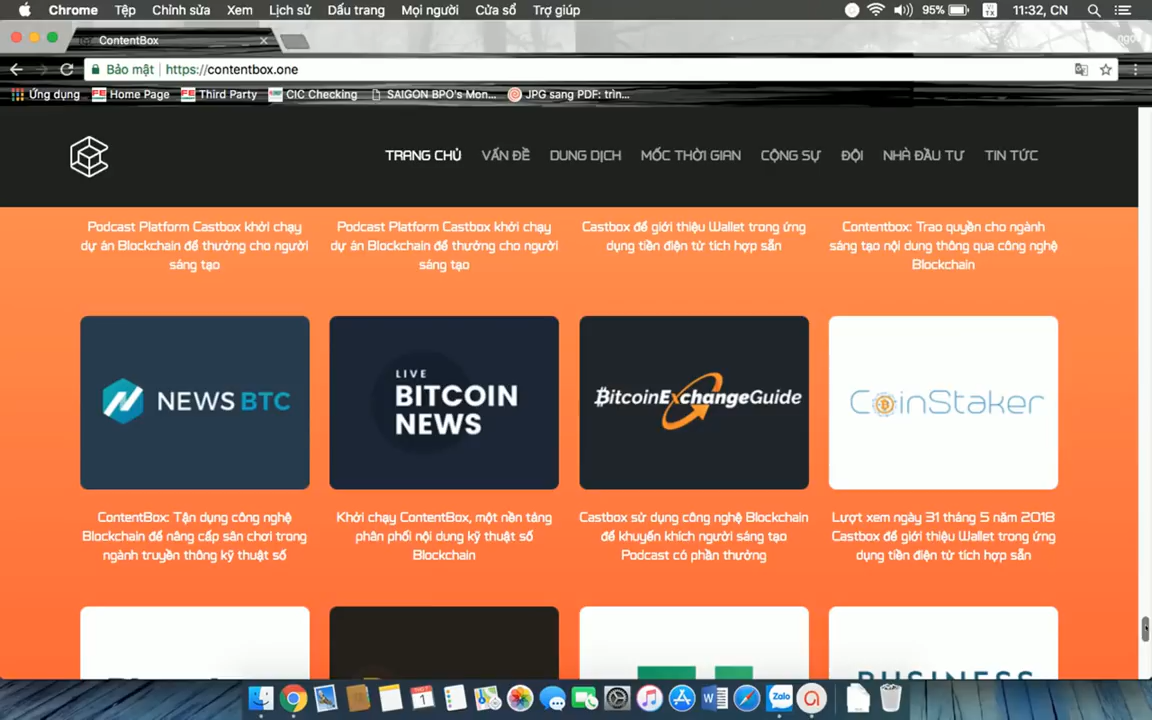 Chrome Tệp Chỉnh sửa Xem Lịch sử Dấu trang Mọi người Cửa sổ Trợ giúp 95% VI TX 11:32, CN
ContentBox
Bảo mật https://contentbox.one
Ứng dụng FE Home Page FE Third Party CIC Checking SAIGON BPO's Mon... JPG sang PDF: trìn...
TRANG CHỦ VẤN ĐỀ DUNG DỊCH MỐC THỜI GIAN CỘNG SỰ ĐỘI NHÀ ĐẦU TƯ TIN TỨC
Podcast Platform Castbox khởi chạy
dự án Blockchain để thưởng cho người
sáng tạo
Podcast Platform Castbox khởi chạy
dự án Blockchain để thưởng cho người
sáng tạo
Castbox để giới thiệu Wallet trong ứng
dụng tiền điện tử tích hợp sẵn
Contentbox: Trao quyền cho ngành
sáng tạo nội dung thông qua công nghệ
Blockchain
NEWS BTC
LIVE
BITCOIN
NEWS
BitcoinExchangeGuide
CoinStaker
ContentBox: Tận dụng công nghệ
Blockchain để nâng cấp sân chơi trong
ngành truyền thông kỹ thuật số
Khởi chạy ContentBox, một nền tảng
phân phối nội dung kỹ thuật số
Blockchain
Castbox sử dụng công nghệ Blockchain
để khuyến khích người sáng tạo
Podcast có phần thưởng
Lượt xem ngày 31 tháng 5 năm 2018
Castbox để giới thiệu Wallet trong ứng
dụng tiền điện tử tích hợp sẵn
BUSINESS
Zalo